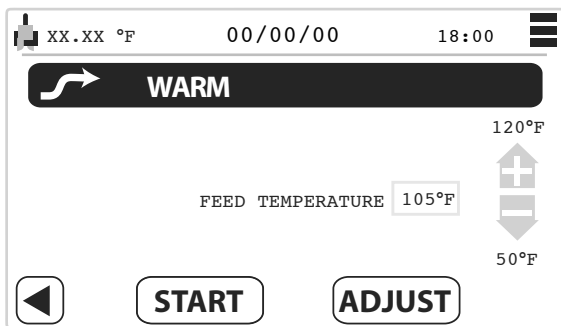 XX.XX °F 00/00/00 18:00
WARM
120°F
FEED TEMPERATURE 105°F
50°F
START ADJUST